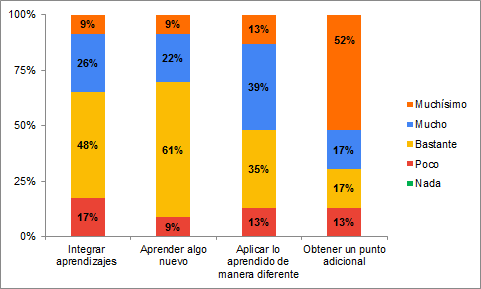 100%
75%
50%
25%
0%
9%
26%
48%
17%
9%
22%
61%
9%
13%
39%
35%
13%
52%
17%
17%
13%
Integrar
aprendizajes
Aprender algo
nuevo
Aplicar lo
aprendido de
manera diferente
Obtener un punto
adicional
Muchísimo
Mucho
Bastante
Poco
Nada